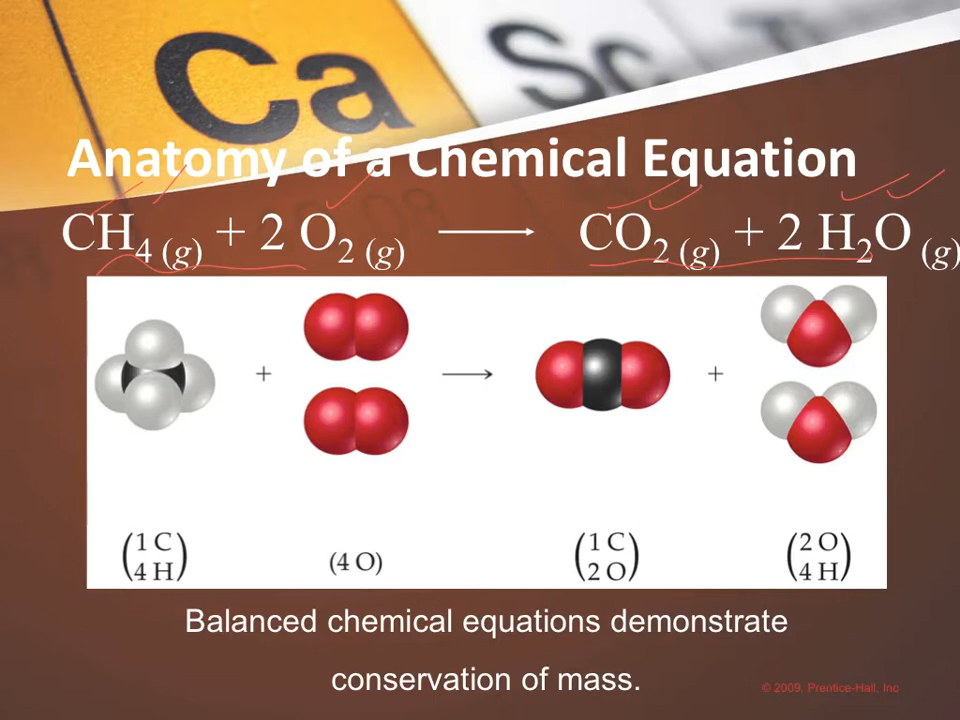 Ca Sc
Anatomy of a Chemical Equation
CH₄ (g) + 2 O₂ (g) ⟶ CO₂ (g) + 2 H₂O (g)
+ ⟶ +
(1 C 4 H) (4 O) (1 C 2 O) (2 O 4 H)
Balanced chemical equations demonstrate
conservation of mass.
© 2009, Prentice-Hall, Inc